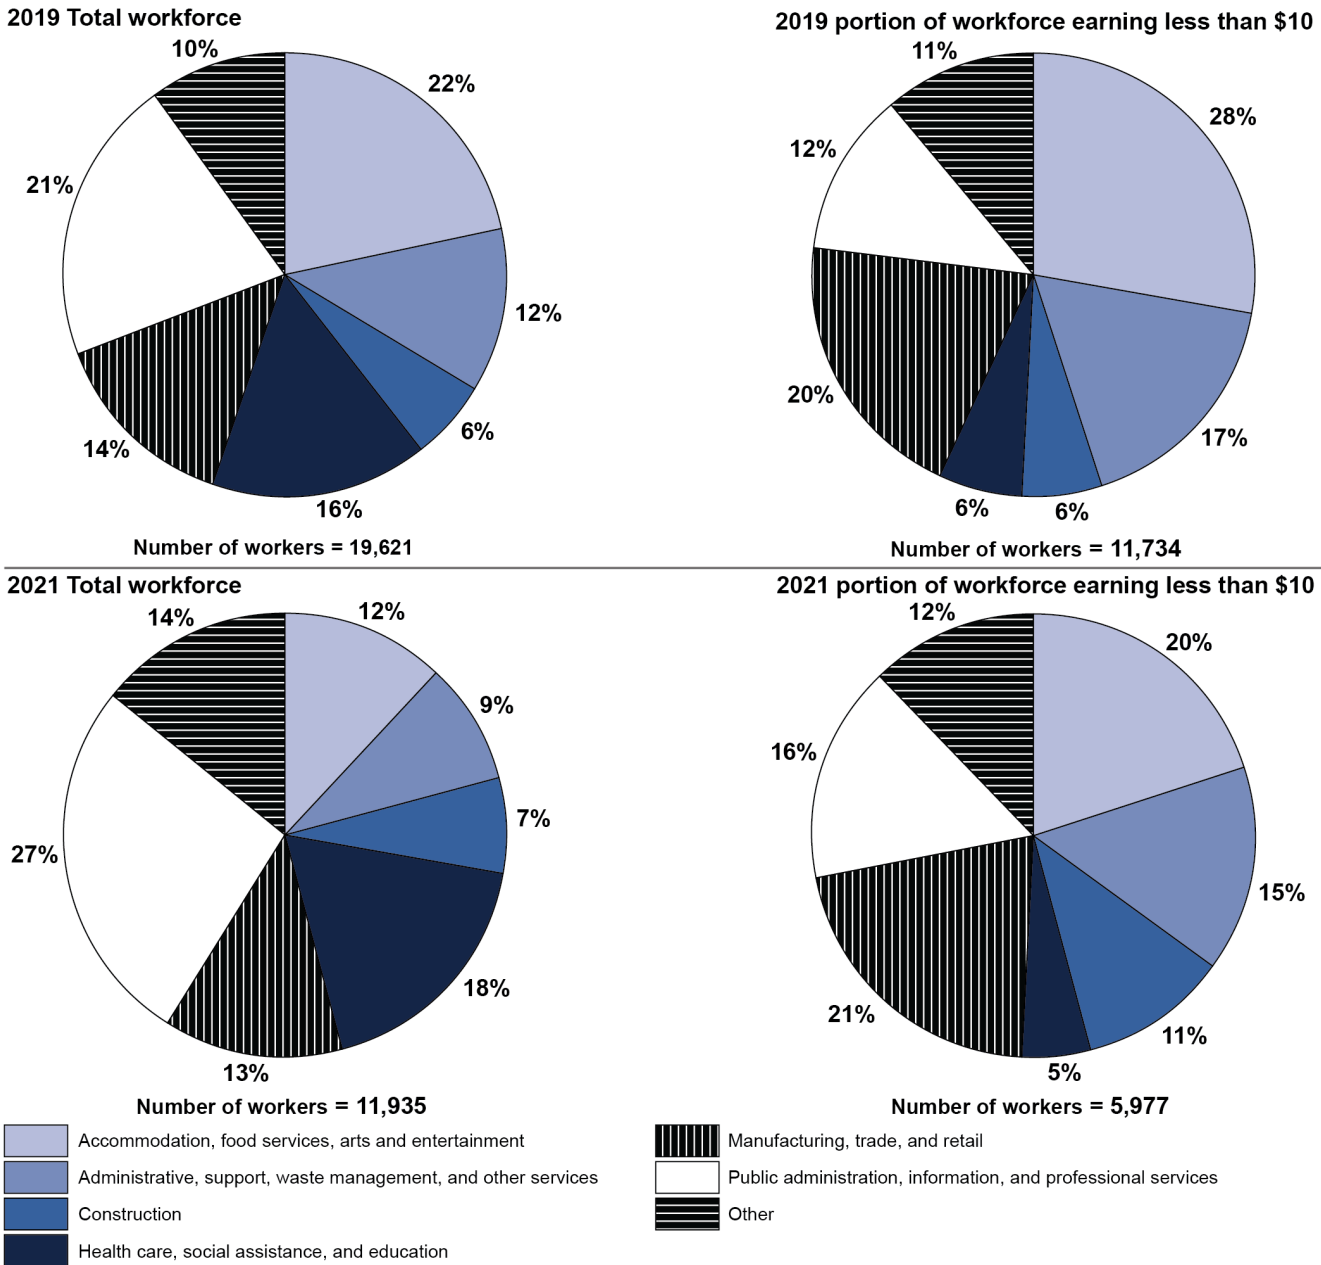 2019 Total workforce
10%
22%
21%
12%
6%
14%
16%
Number of workers = 19,621
2019 portion of workforce earning less than $10
11%
28%
12%
20%
17%
6%
6%
Number of workers = 11,734
2021 Total workforce
14%
12%
9%
7%
27%
18%
13%
Number of workers = 11,935
2021 portion of workforce earning less than $10
12%
20%
16%
15%
21%
11%
5%
Number of workers = 5,977
Accommodation, food services, arts and entertainment
Administrative, support, waste management, and other services
Construction
Health care, social assistance, and education
Manufacturing, trade, and retail
Public administration, information, and professional services
Other